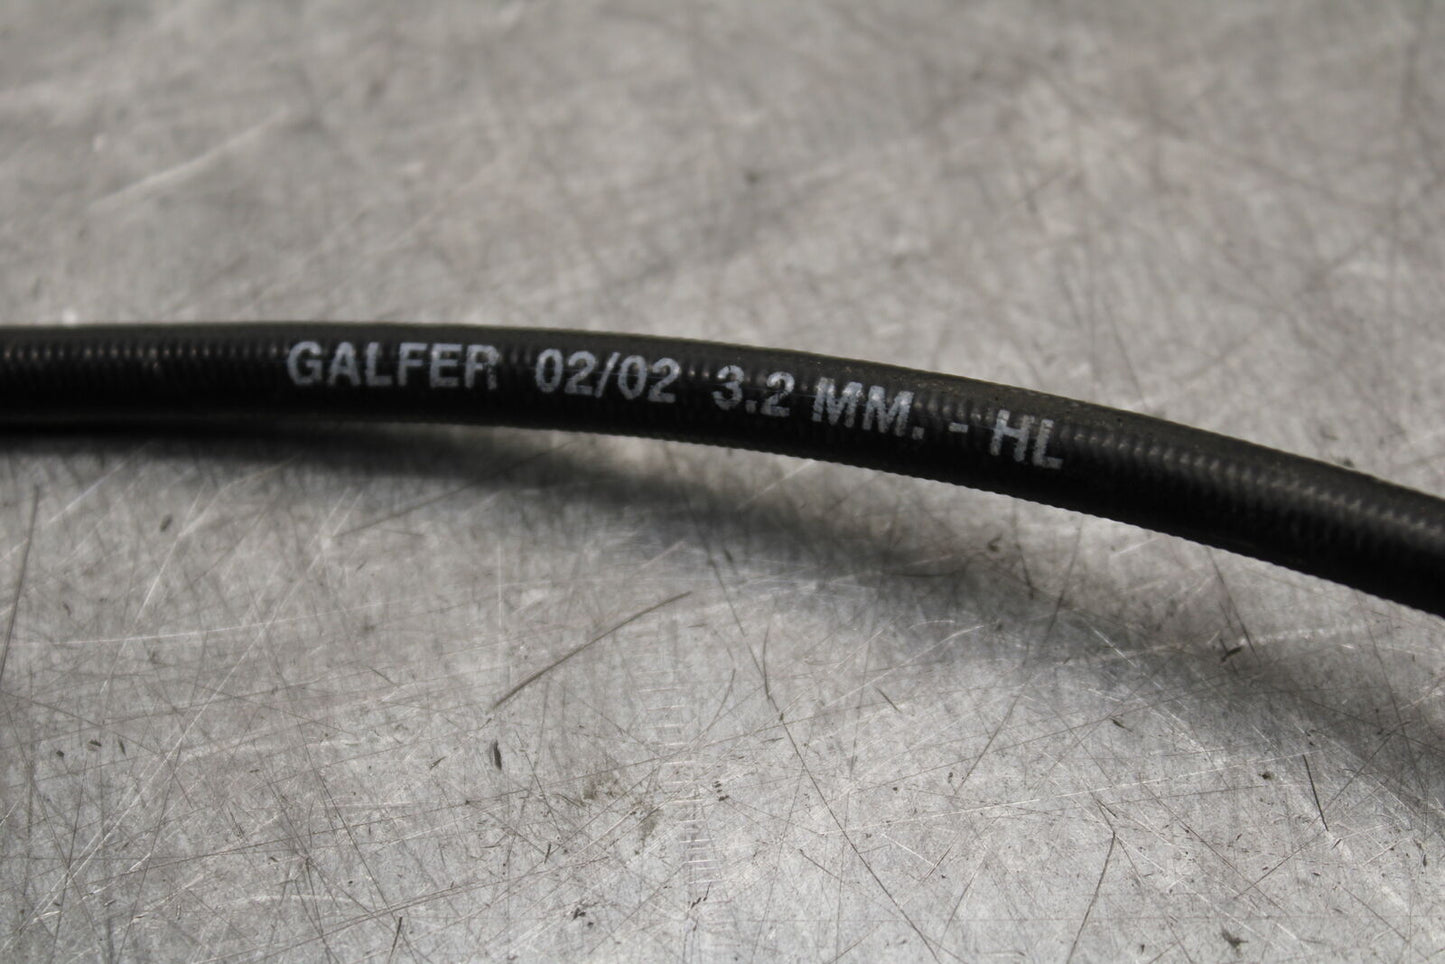 GALFER 02/02 3.2 MM. - HL